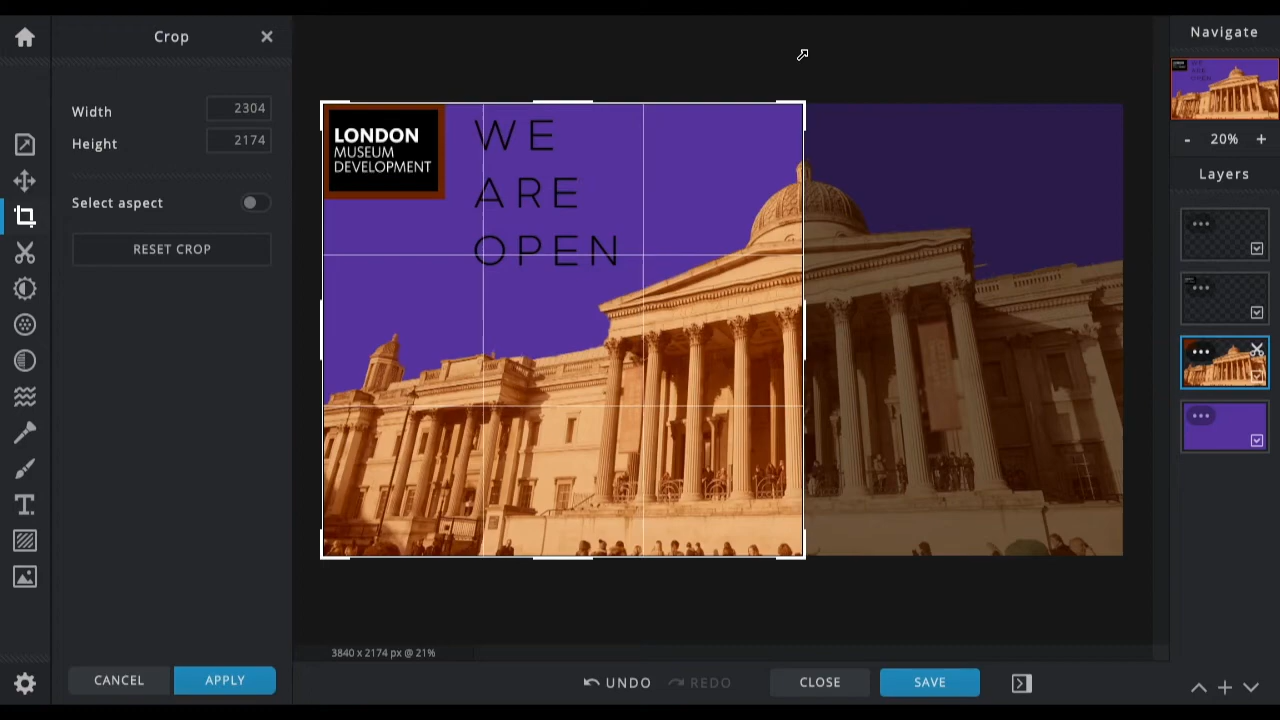 Crop
Width 2304
Height 2174
Select aspect
RESET CROP
CANCEL
APPLY
LONDON
MUSEUM
DEVELOPMENT
WE
ARE
OPEN
3840 x 2174 px @ 21%
UNDO
REDO
CLOSE
SAVE
Navigate
- 20% +
Layers